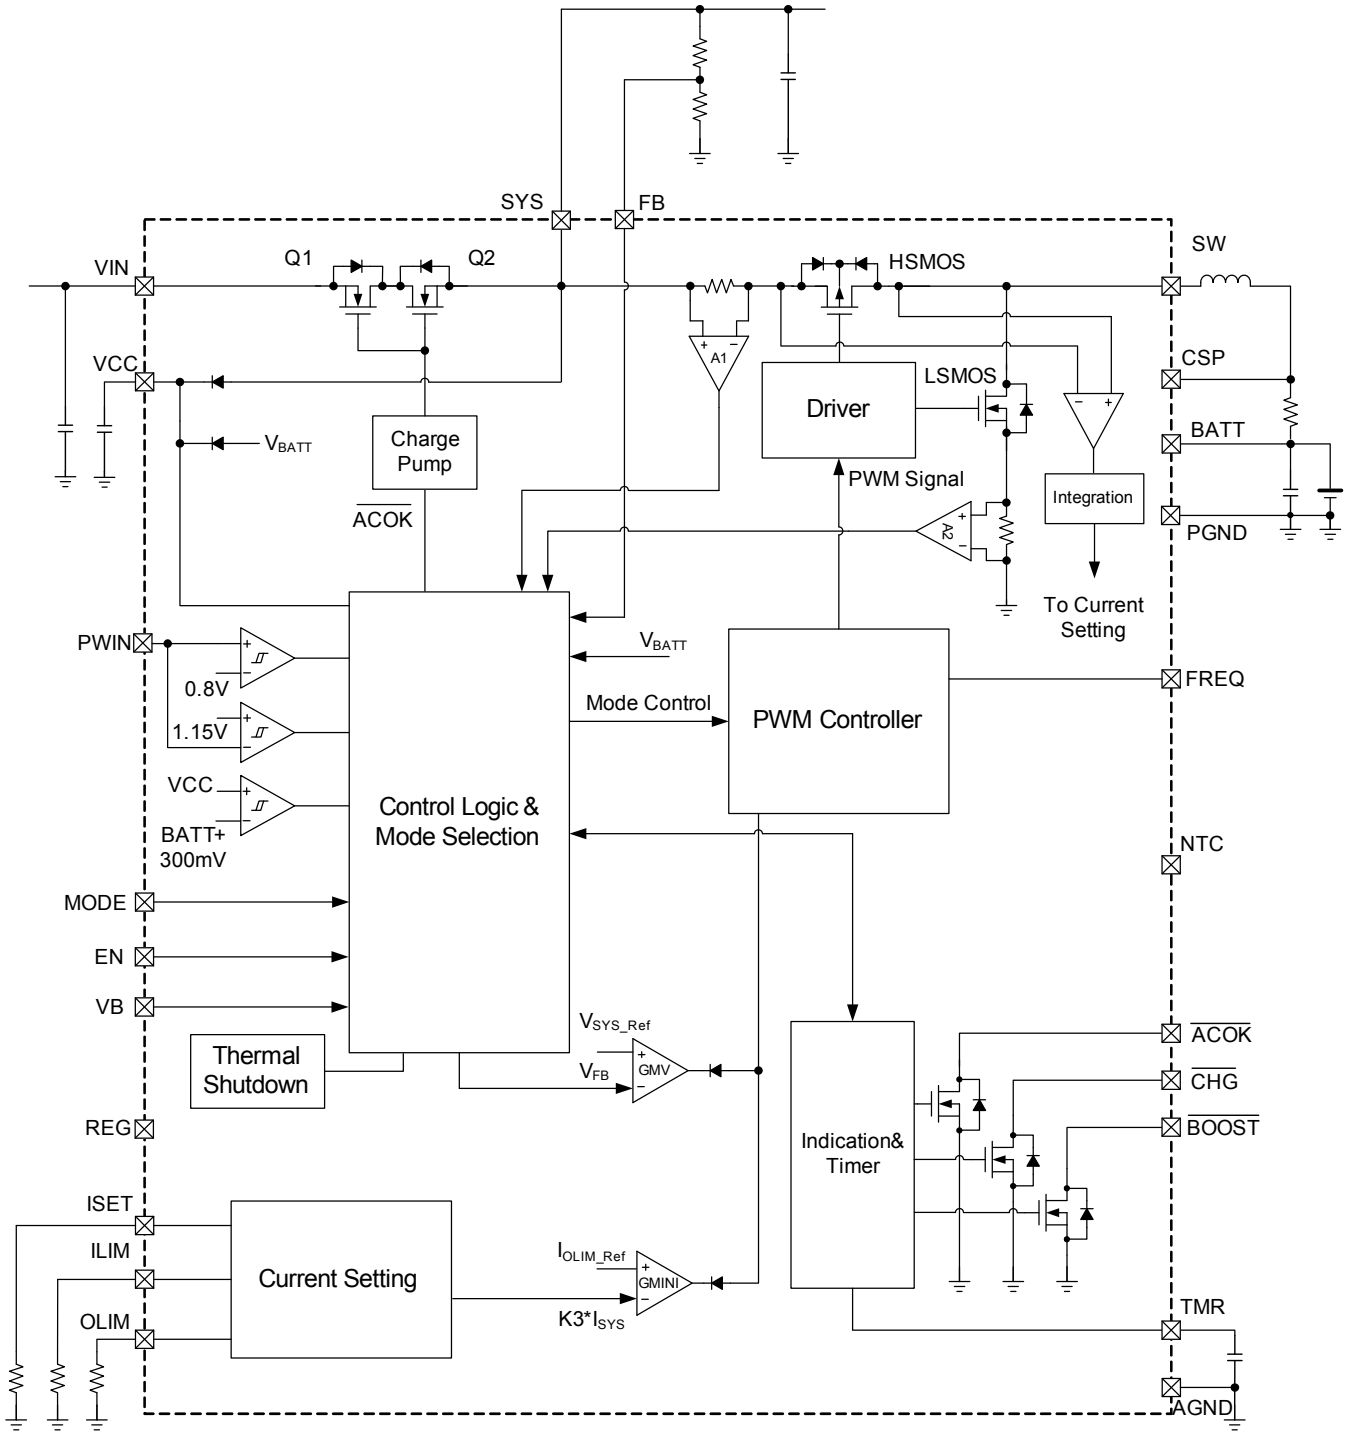 SYS
FB
SW
VIN
Q1
Q2
HSMOS
VCC
A1
CSP
LSMOS
Driver
BATT
Charge
Pump
V_BATT
PWM Signal
Integration
ACOK
A2
PGND
To Current
Setting
PWIN
+
−
0.8V
V_BATT
FREQ
Mode Control
PWM Controller
+
1.15V
−
VCC
+
−
BATT+
300mV
Control Logic &
Mode Selection
NTC
MODE
EN
VB
V_SYS_Ref
+
GMV
V_FB
−
Thermal
Shutdown
ACOK
CHG
BOOST
REG
Indication&
Timer
ISET
ILIM
OLIM
Current Setting
I_OLIM_Ref
+
GMINI
−
K3*I_SYS
TMR
AGND